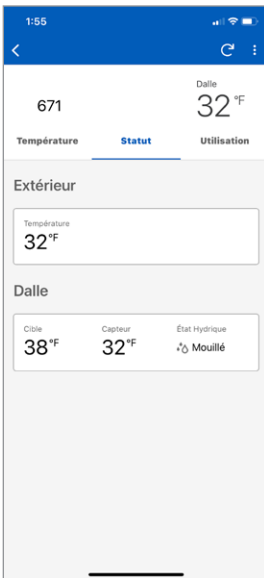 1:55
Dalle
671
32°F
Température Statut Utilisation
Extérieur
Température
32°F
Dalle
Cible Capteur État Hydrique
38°F 32°F Mouillé